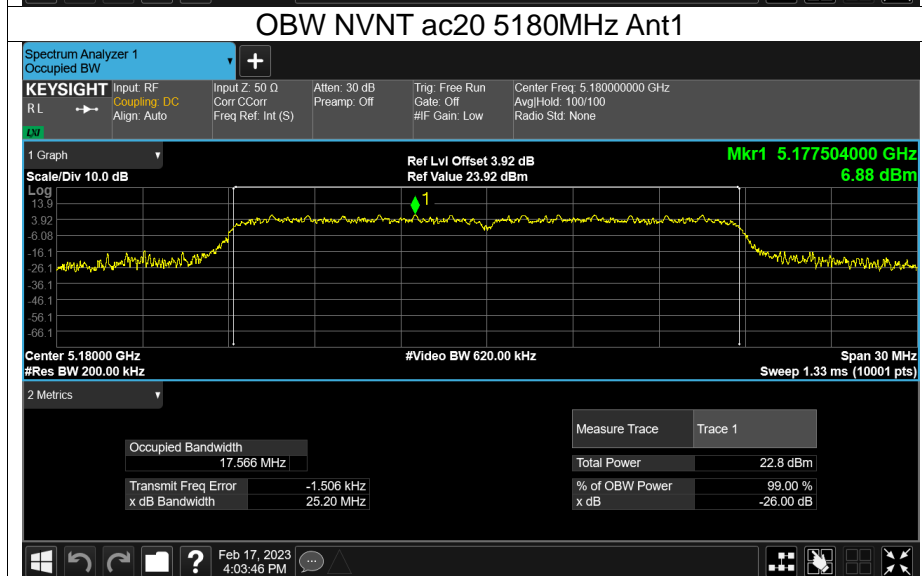 OBW NVNT ac20 5180MHz Ant1
Spectrum Analyzer 1
Occupied BW
+
KEYSIGHT Input: RF Input Z: 50 Ω Atten: 30 dB Trig: Free Run Center Freq: 5.180000000 GHz
R L Coupling: DC Corr CCorr Preamp: Off Gate: Off Avg|Hold: 100/100
Align: Auto Freq Ref: Int (S) #IF Gain: Low Radio Std: None
LXI
1 Graph Ref Lvl Offset 3.92 dB Mkr1 5.177504000 GHz
Scale/Div 10.0 dB Ref Value 23.92 dBm 6.88 dBm
Log
13.9
3.92
-6.08
-16.1
-26.1
-36.1
-46.1
-56.1
-66.1
1
Center 5.18000 GHz #Video BW 620.00 kHz Span 30 MHz
#Res BW 200.00 kHz Sweep 1.33 ms (10001 pts)
2 Metrics
Measure Trace Trace 1
Occupied Bandwidth
17.566 MHz Total Power 22.8 dBm
Transmit Freq Error -1.506 kHz % of OBW Power 99.00 %
x dB Bandwidth 25.20 MHz x dB -26.00 dB
? Feb 17, 2023
4:03:46 PM